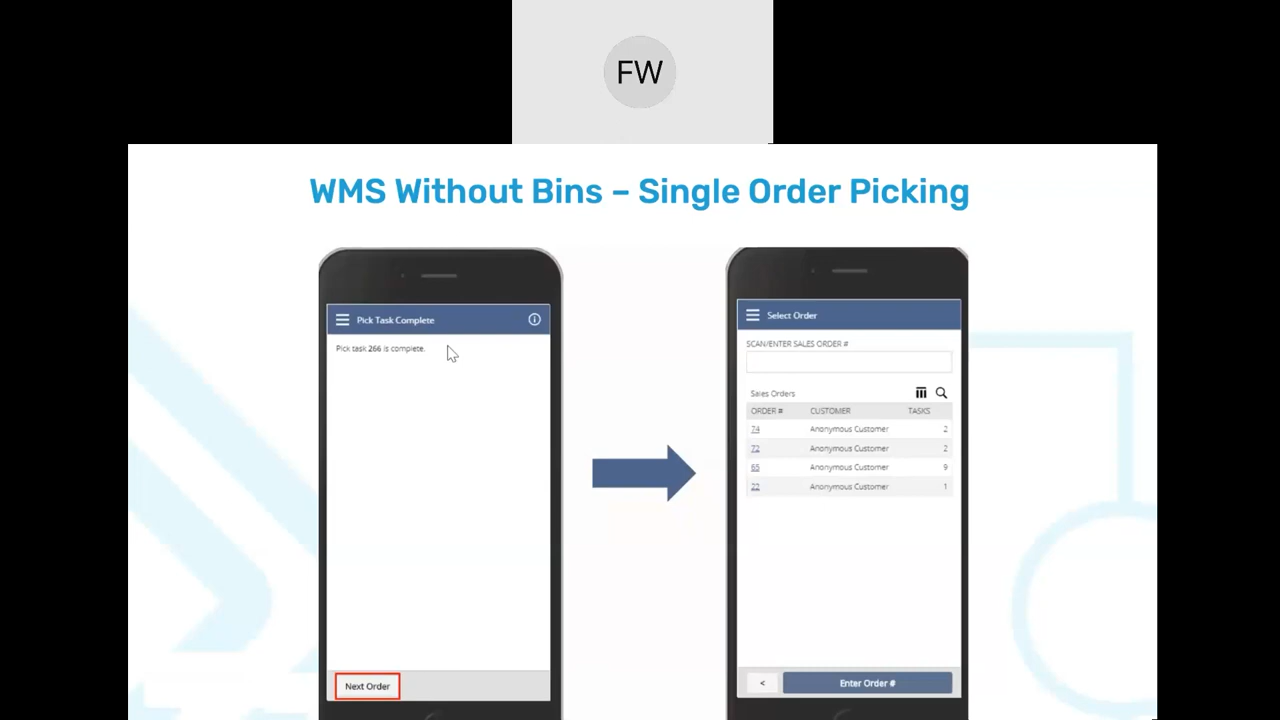 FW
WMS Without Bins – Single Order Picking
Pick Task Complete
Pick task 266 is complete.
Next Order
Select Order
SCAN/ENTER SALES ORDER #
Sales Orders
ORDER # CUSTOMER TASKS
74 Anonymous Customer 2
72 Anonymous Customer 2
65 Anonymous Customer 9
22 Anonymous Customer 1
< Enter Order #